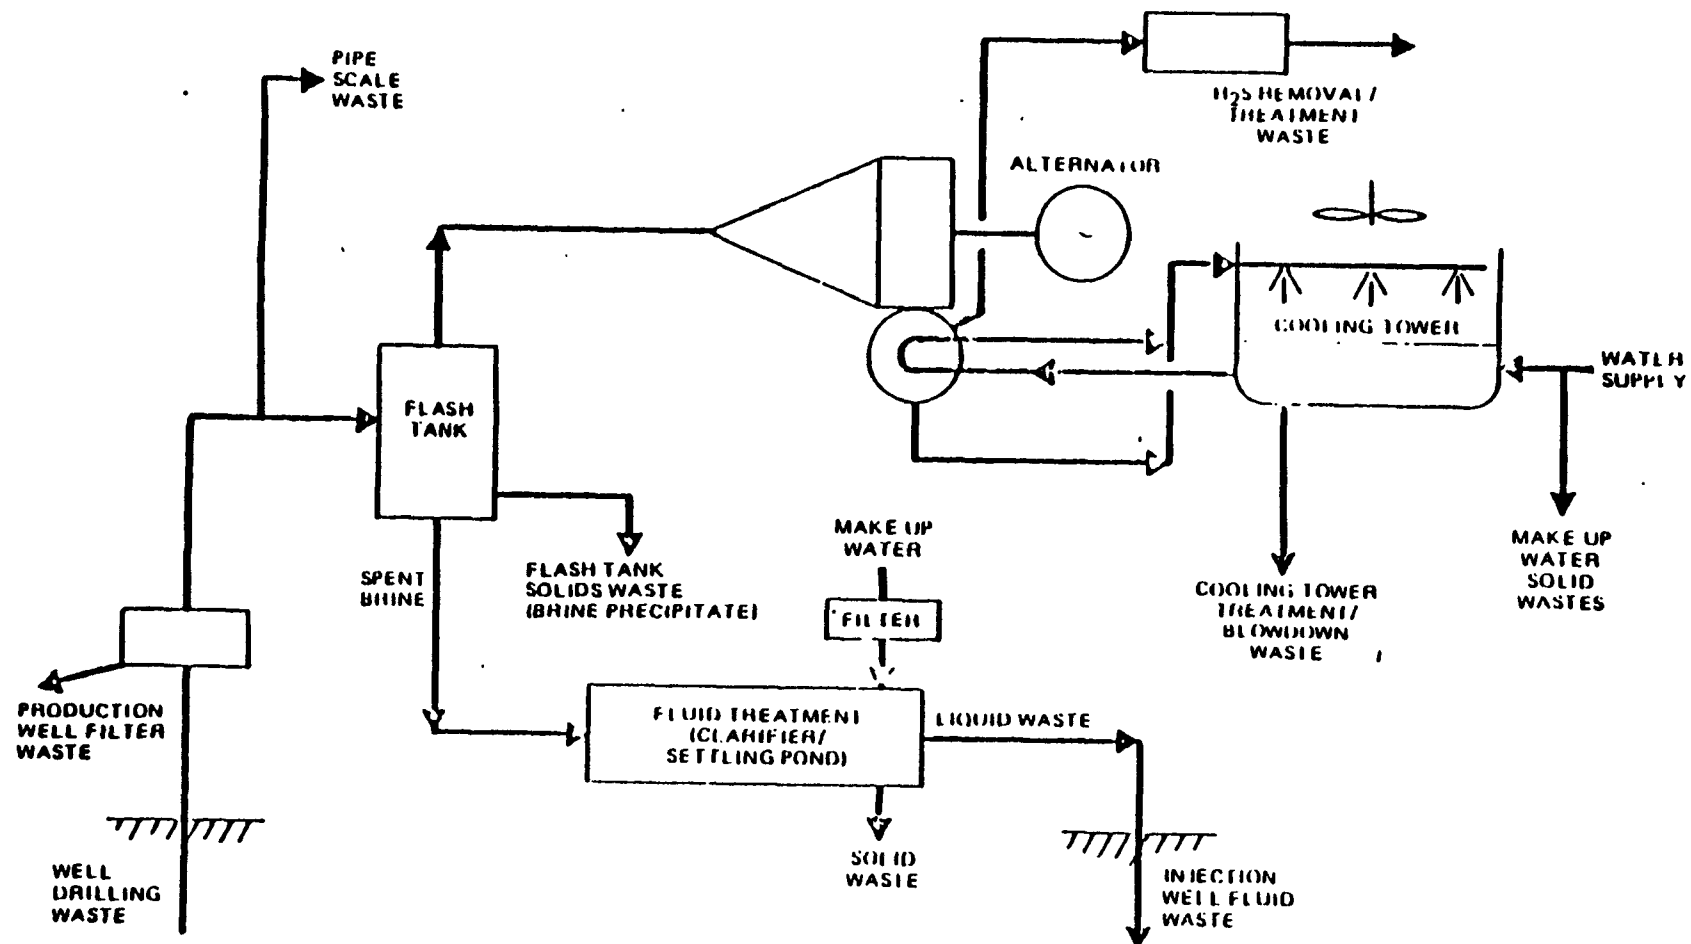 PIPE
SCALE
WASTE
H₂S REMOVAL/
TREATMENT
WASTE
ALTERNATOR
~
COOLING TOWER
WATER
SUPPLY
FLASH
TANK
MAKE UP
WATER
SOLID
WASTES
MAKE UP
WATER
SPENT
BRINE
FLASH TANK
SOLIDS WASTE
(BRINE PRECIPITATE)
COOLING TOWER
TREATMENT/
BLOWDOWN
WASTE
FILTER
PRODUCTION
WELL FILTER
WASTE
FLUID TREATMENT
(CLARIFIER/
SETTLING POND)
LIQUID WASTE
SOLID
WASTE
WELL
DRILLING
WASTE
INJECTION
WELL FLUID
WASTE